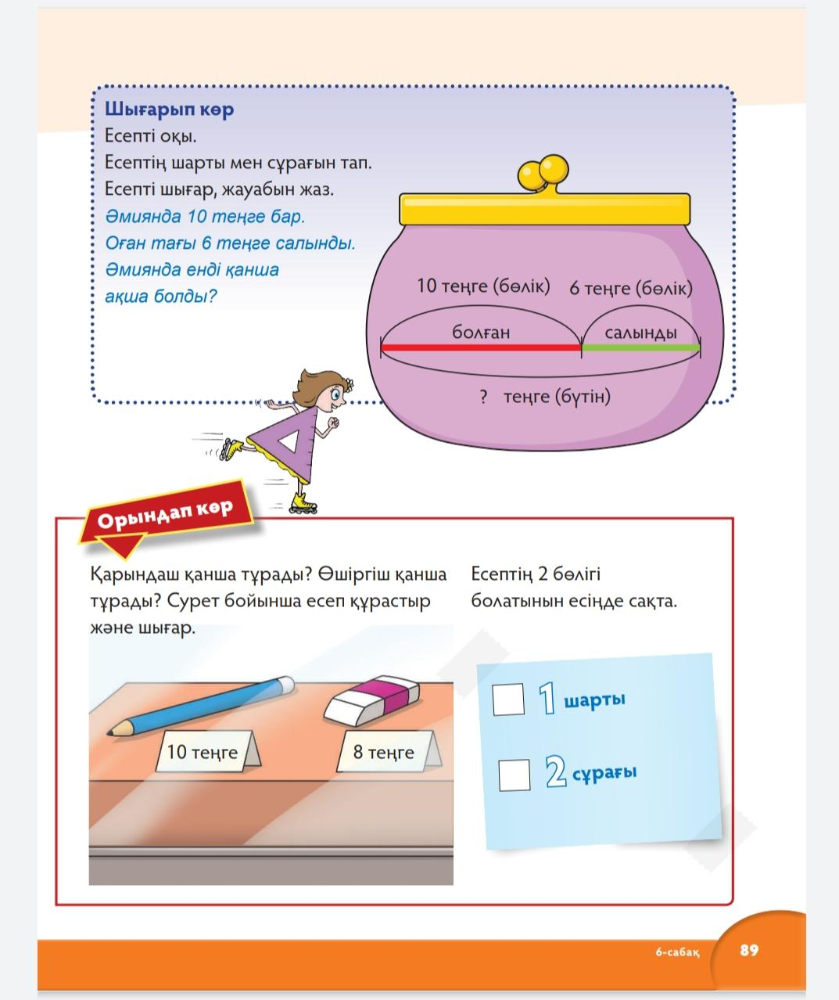 Шығарып көр
Есепті оқы.
Есептің шарты мен сұрағын тап.
Есепті шығар, жауабын жаз.
Әмиянда 10 теңге бар.
Оған тағы 6 теңге салынды.
Әмиянда енді қанша
ақша болды?
10 теңге (бөлік) 6 теңге (бөлік)
болған салынды
? теңге (бүтін)
Орындап көр
Қарындаш қанша тұрады? Өшіргіш қанша
тұрады? Сурет бойынша есеп құрастыр
және шығар.
10 теңге 8 теңге
Есептің 2 бөлігі
болатынын есіңде сақта.
1 шарты
2 сұрағы
6-сабақ 89